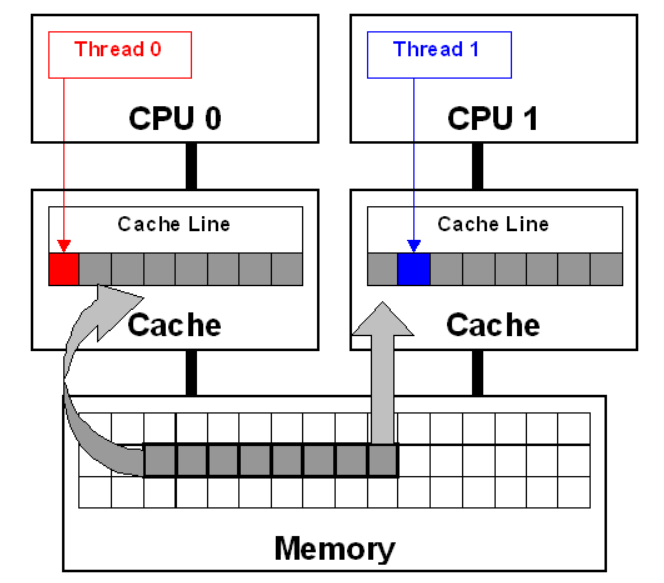 Thread 0
Thread 1
CPU 0
CPU 1
Cache Line
Cache Line
Cache
Cache
Memory